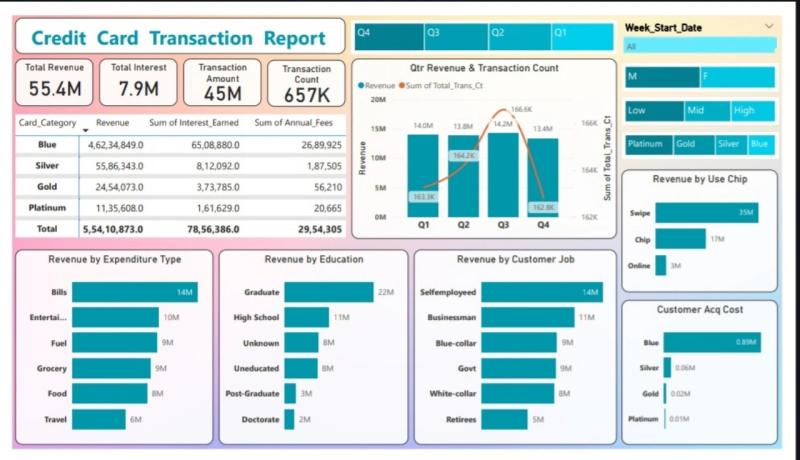 Credit Card Transaction Report
Q4 Q3 Q2 Q1
Week_Start_Date
All
Total Revenue
55.4M
Total Interest
7.9M
Transaction Amount
45M
Transaction Count
657K
M F
Low Mid High
Platinum Gold Silver Blue
Card_Category Revenue Sum of Interest_Earned Sum of Annual_Fees
Blue 4,62,34,849.0 65,08,880.0 26,89,925
Silver 55,86,343.0 8,12,092.0 1,87,505
Gold 24,54,073.0 3,73,785.0 56,210
Platinum 11,35,608.0 1,61,629.0 20,665
Total 5,54,10,873.0 78,56,386.0 29,54,305
Qtr Revenue & Transaction Count
Revenue Sum of Total_Trans_Ct
20M
15M
10M
5M
0M
Revenue
14.0M 13.8M 14.2M 13.4M
163.3K 164.2K 166.6K 162.8K
166K
164K
162K
Sum of Total_Trans_Ct
Q1 Q2 Q3 Q4
Revenue by Use Chip
Swipe 35M
Chip 17M
Online 3M
Revenue by Expenditure Type
Bills 14M
Entertai... 10M
Fuel 9M
Grocery 9M
Food 8M
Travel 6M
Revenue by Education
Graduate 22M
High School 11M
Unknown 8M
Uneducated 8M
Post-Graduate 3M
Doctorate 2M
Revenue by Customer Job
Selfemployeed 14M
Businessman 11M
Blue-collar 9M
Govt 9M
White-collar 8M
Retirees 5M
Customer Acq Cost
Blue 0.89M
Silver 0.06M
Gold 0.02M
Platinum 0.01M